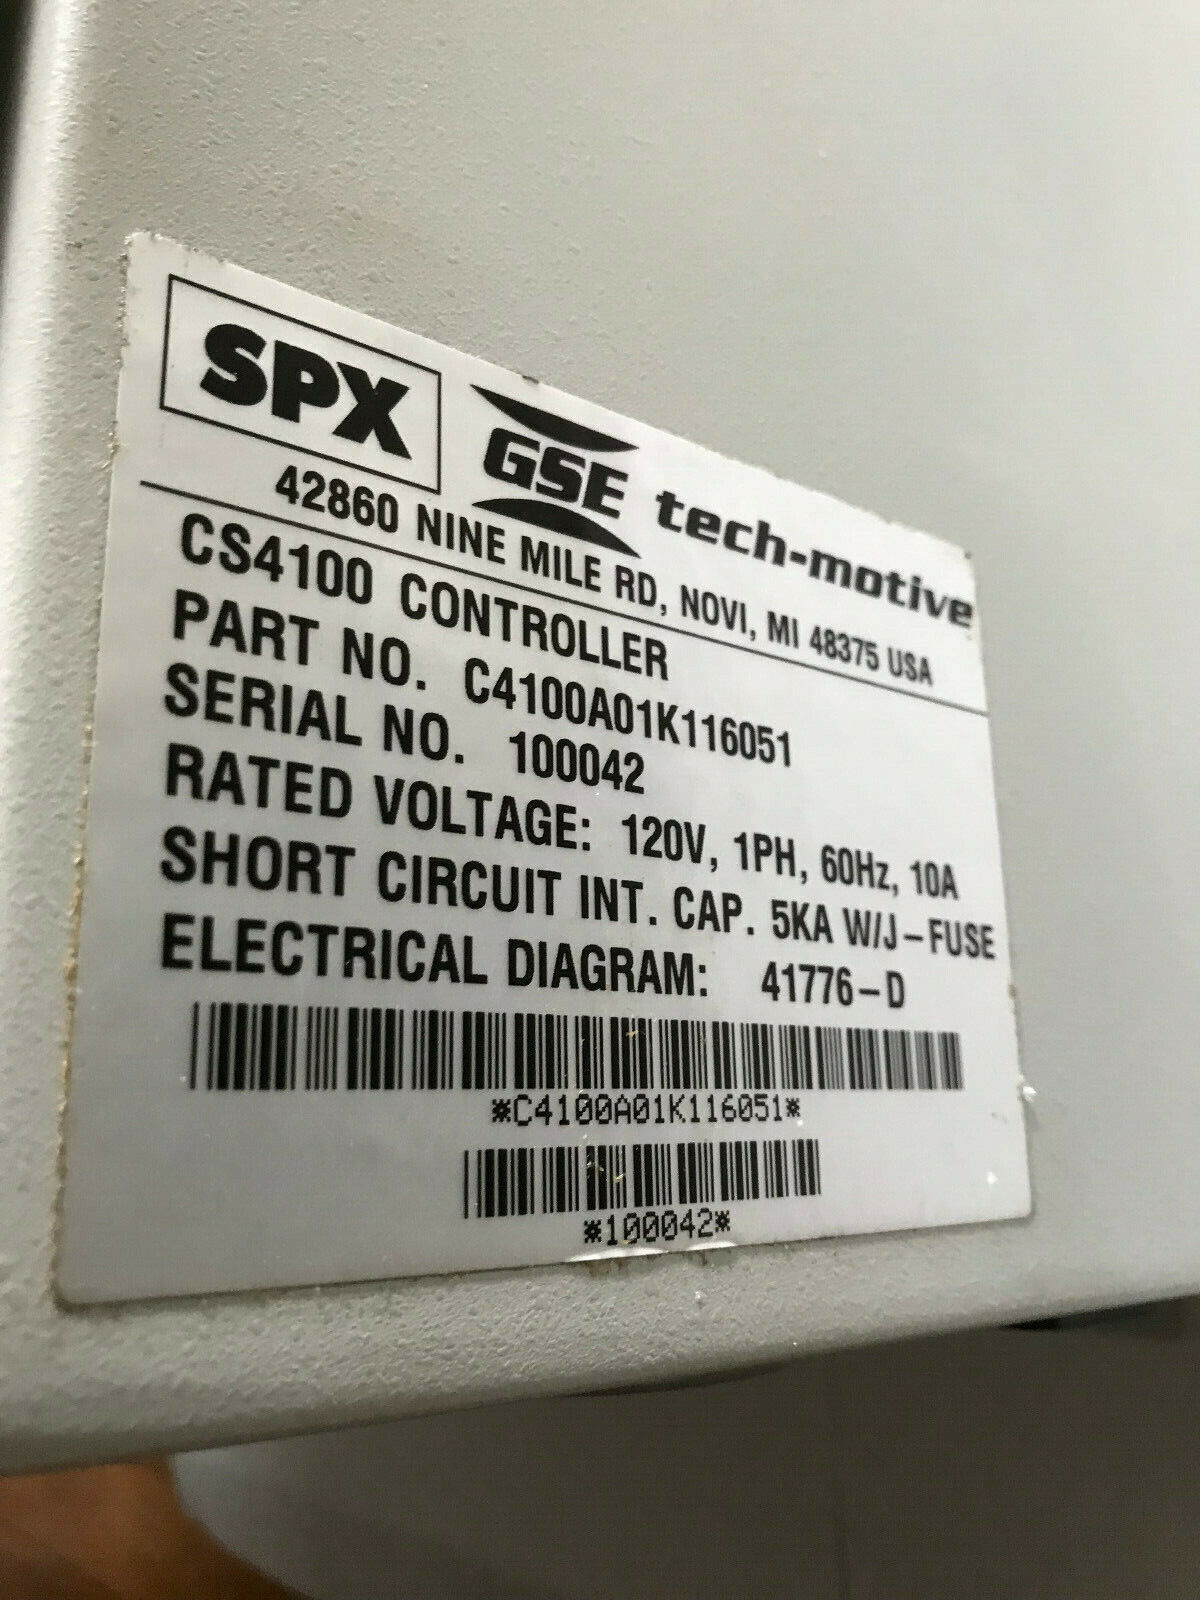 SPX GSE tech-motive
42860 NINE MILE RD, NOVI, MI 48375 USA
CS4100 CONTROLLER
PART NO. C4100A01K116051
SERIAL NO. 100042
RATED VOLTAGE: 120V, 1PH, 60Hz, 10A
SHORT CIRCUIT INT. CAP. 5KA W/J-FUSE
ELECTRICAL DIAGRAM: 41776-D
*C4100A01K116051*
*100042*